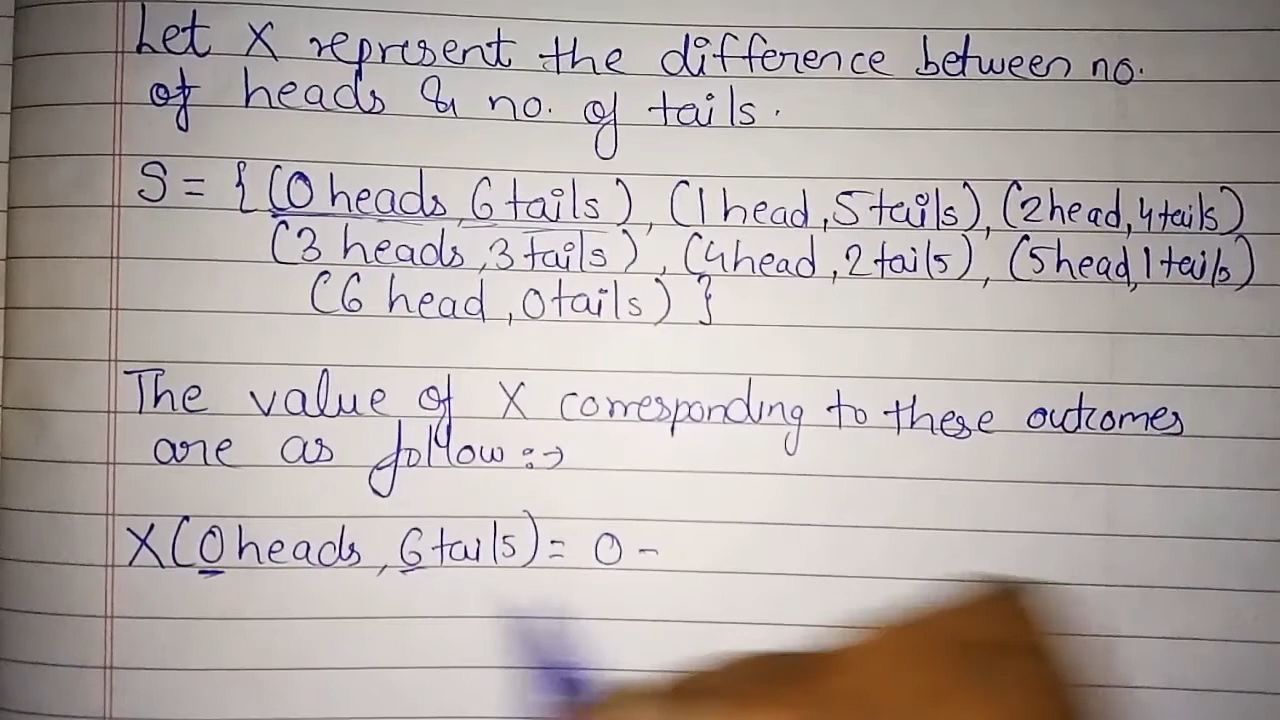 Let X represent the difference between no.
of heads & no. of tails.
S = { (0 heads, 6 tails), (1 head, 5 tails), (2 head, 4 tails)
(3 heads, 3 tails), (4 head, 2 tails), (5 head, 1 tails)
(6 head, 0 tails) }
The value of X corresponding to these outcomes
are as follow :→
X(0 heads, 6 tails) = 0 -